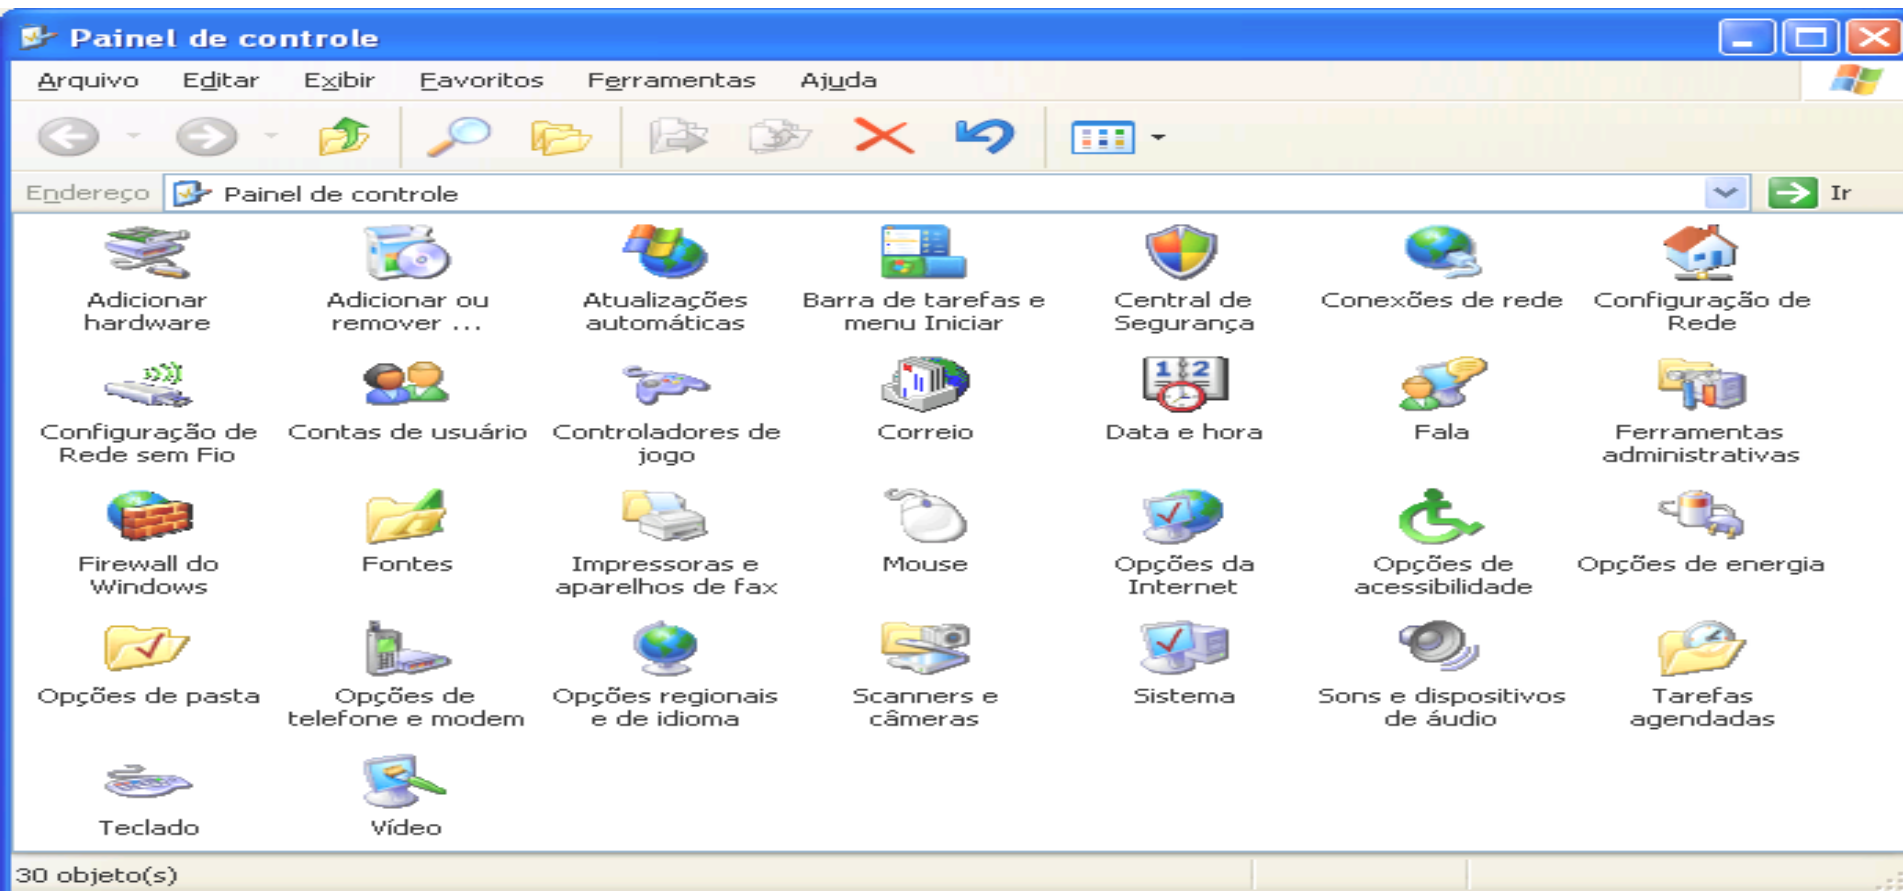 Painel de controle
Arquivo Editar Exibir Favoritos Ferramentas Ajuda
Endereço Painel de controle Ir
Adicionar hardware
Adicionar ou remover ...
Atualizações automáticas
Barra de tarefas e menu Iniciar
Central de Segurança
Conexões de rede
Configuração de Rede
Configuração de Rede sem Fio
Contas de usuário
Controladores de jogo
Correio
1 2
Data e hora
Fala
Ferramentas administrativas
Firewall do Windows
Fontes
Impressoras e aparelhos de fax
Mouse
Opções da Internet
Opções de acessibilidade
Opções de energia
Opções de pasta
Opções de telefone e modem
Opções regionais e de idioma
Scanners e câmeras
Sistema
Sons e dispositivos de áudio
Tarefas agendadas
Teclado
Vídeo
30 objeto(s)